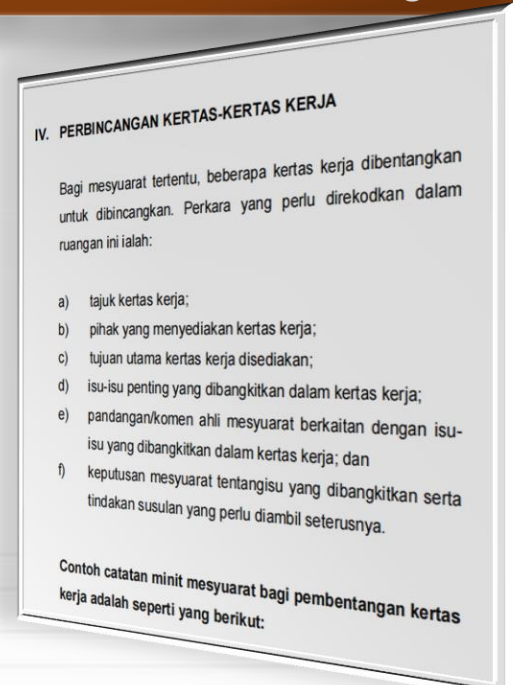 IV. PERBINCANGAN KERTAS-KERTAS KERJA
Bagi mesyuarat tertentu, beberapa kertas kerja dibentangkan
untuk dibincangkan. Perkara yang perlu direkodkan dalam
ruangan ini ialah:
a) tajuk kertas kerja;
b) pihak yang menyediakan kertas kerja;
c) tujuan utama kertas kerja disediakan;
d) isu-isu penting yang dibangkitkan dalam kertas kerja;
e) pandangan/komen ahli mesyuarat berkaitan dengan isu-
isu yang dibangkitkan dalam kertas kerja; dan
f) keputusan mesyuarat tentangisu yang dibangkitkan serta
tindakan susulan yang perlu diambil seterusnya.
Contoh catatan minit mesyuarat bagi pembentangan kertas
kerja adalah seperti yang berikut: